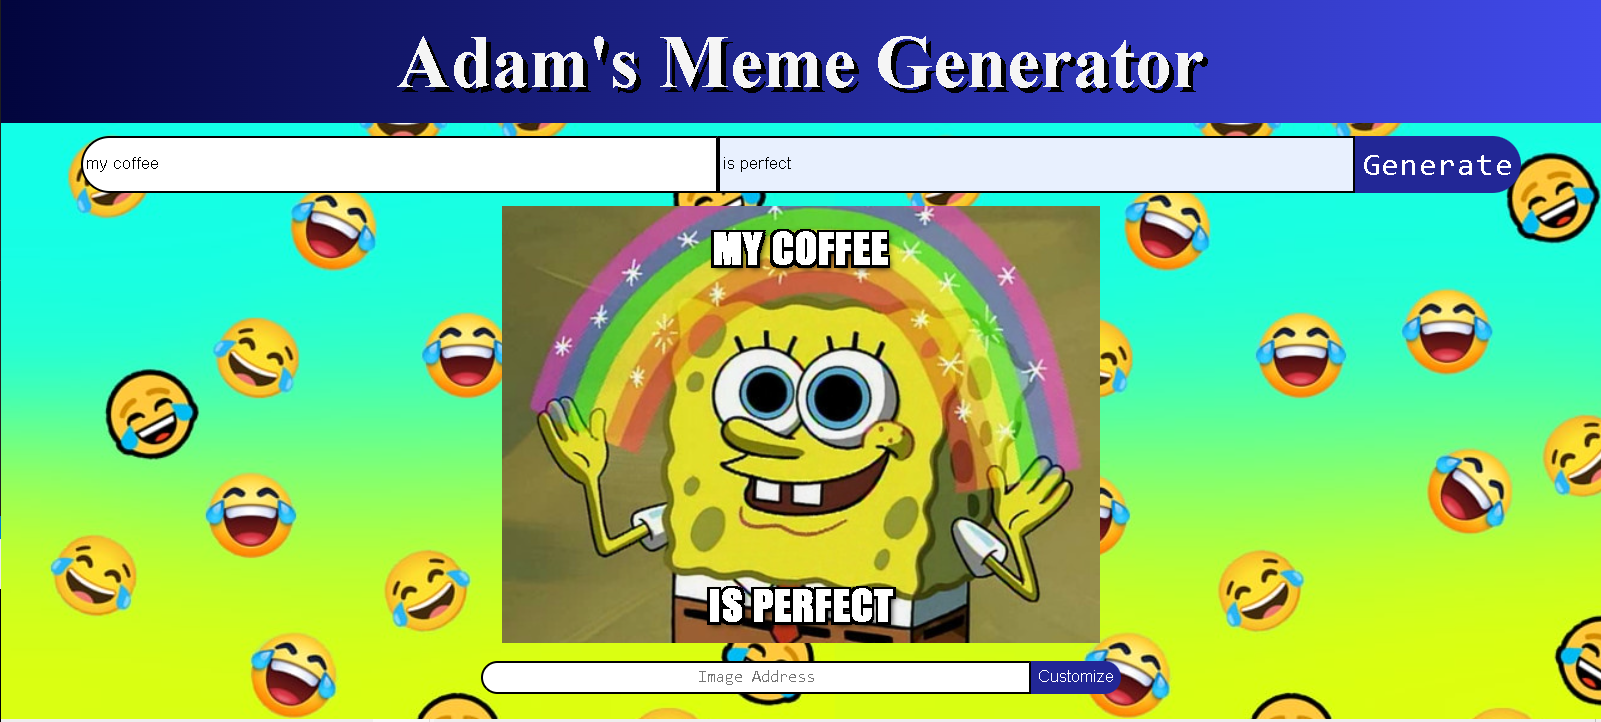 Adam's Meme Generator
my coffee is perfect Generate
MY COFFEE
IS PERFECT
Image Address Customize